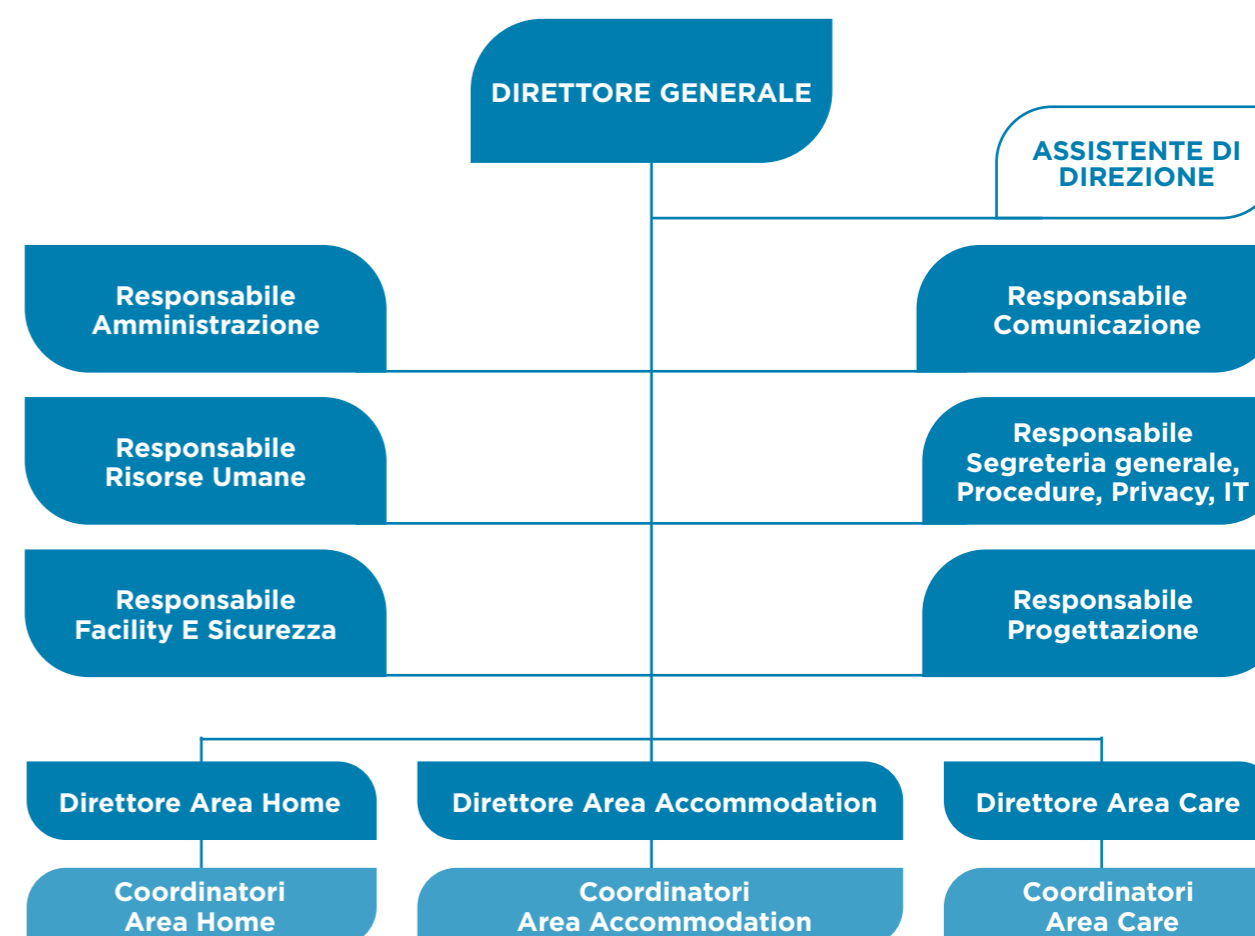 DIRETTORE GENERALE
ASSISTENTE DI
DIREZIONE
Responsabile
Amministrazione
Responsabile
Comunicazione
Responsabile
Risorse Umane
Responsabile
Segreteria generale,
Procedure, Privacy, IT
Responsabile
Facility E Sicurezza
Responsabile
Progettazione
Direttore Area Home
Direttore Area Accommodation
Direttore Area Care
Coordinatori
Area Home
Coordinatori
Area Accommodation
Coordinatori
Area Care